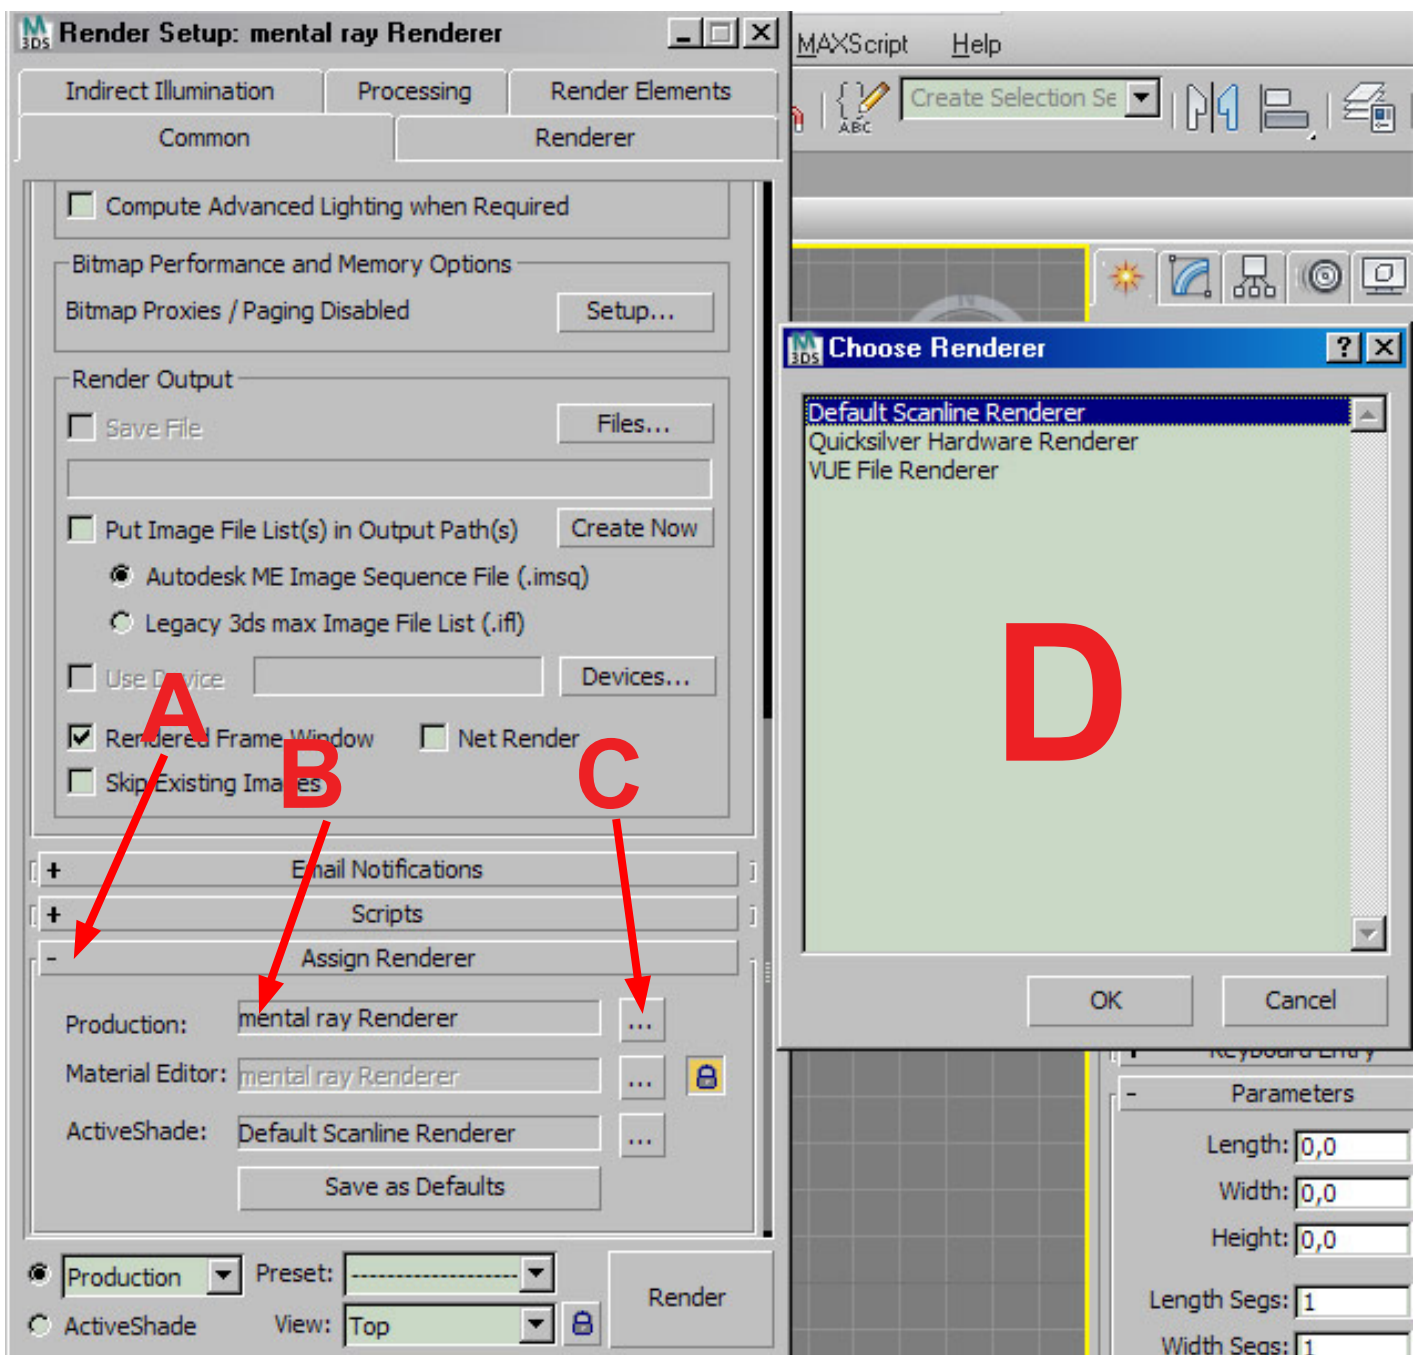 Render Setup: mental ray Renderer
Indirect Illumination
Processing
Render Elements
Common
Renderer
Compute Advanced Lighting when Required
Bitmap Performance and Memory Options
Bitmap Proxies / Paging Disabled
Setup...
Render Output
Save File
Files...
Put Image File List(s) in Output Path(s)
Create Now
Autodesk ME Image Sequence File (.imsq)
Legacy 3ds max Image File List (.ifl)
Use Device
Devices...
Rendered Frame Window
Net Render
Skip Existing Images
A
B
C
+ Email Notifications
+ Scripts
- Assign Renderer
Production: mental ray Renderer ...
Material Editor: mental ray Renderer ...
ActiveShade: Default Scanline Renderer ...
Save as Defaults
Production
Preset: -------------------
ActiveShade
View: Top
Render
MAXScript Help
ABC
Create Selection Se
N
3DS
3DS Choose Renderer
Default Scanline Renderer
Quicksilver Hardware Renderer
VUE File Renderer
D
OK
Cancel
Keyboard Entry
- Parameters
Length: 0,0
Width: 0,0
Height: 0,0
Length Segs: 1
Width Segs: 1